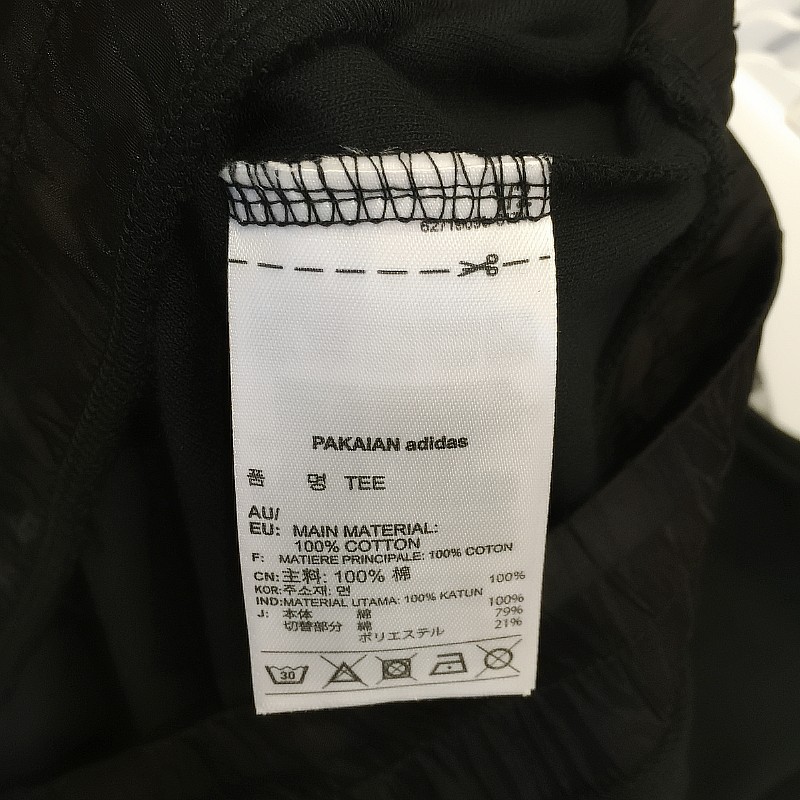 PAKAIAN adidas
품 명 TEE
AU/
EU: MAIN MATERIAL:
100% COTTON
F: MATIERE PRINCIPALE: 100% COTON
CN:主料: 100% 棉
KOR:주소재: 면 100%
IND:MATERIAL UTAMA: 100% KATUN
J: 本体 綿 100%
切替部分 綿 79%
ポリエステル 21%
30